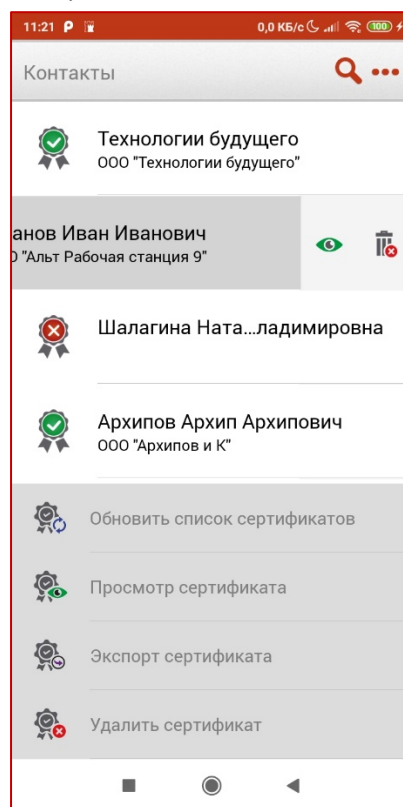 11:21 P 0,0 КБ/с 100
Контакты
Технологии будущего
ООО "Технологии будущего"
анов Иван Иванович
"Альт Рабочая станция 9"
Шалагина Ната...ладимировна
Архипов Архип Архипович
ООО "Архипов и К"
Обновить список сертификатов
Просмотр сертификата
Экспорт сертификата
Удалить сертификат